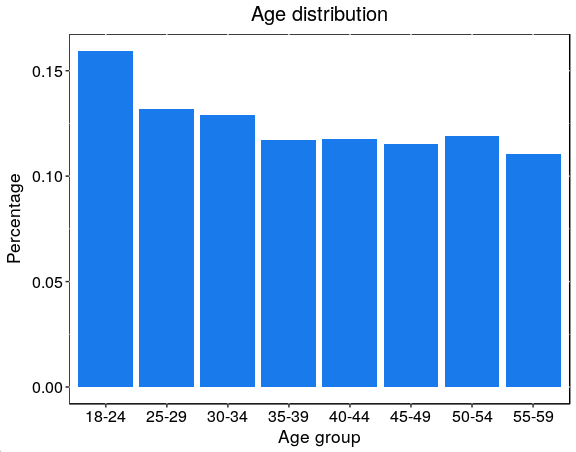 Age distribution
Percentage
0.15
0.10
0.05
0.00
18-24 25-29 30-34 35-39 40-44 45-49 50-54 55-59
Age group